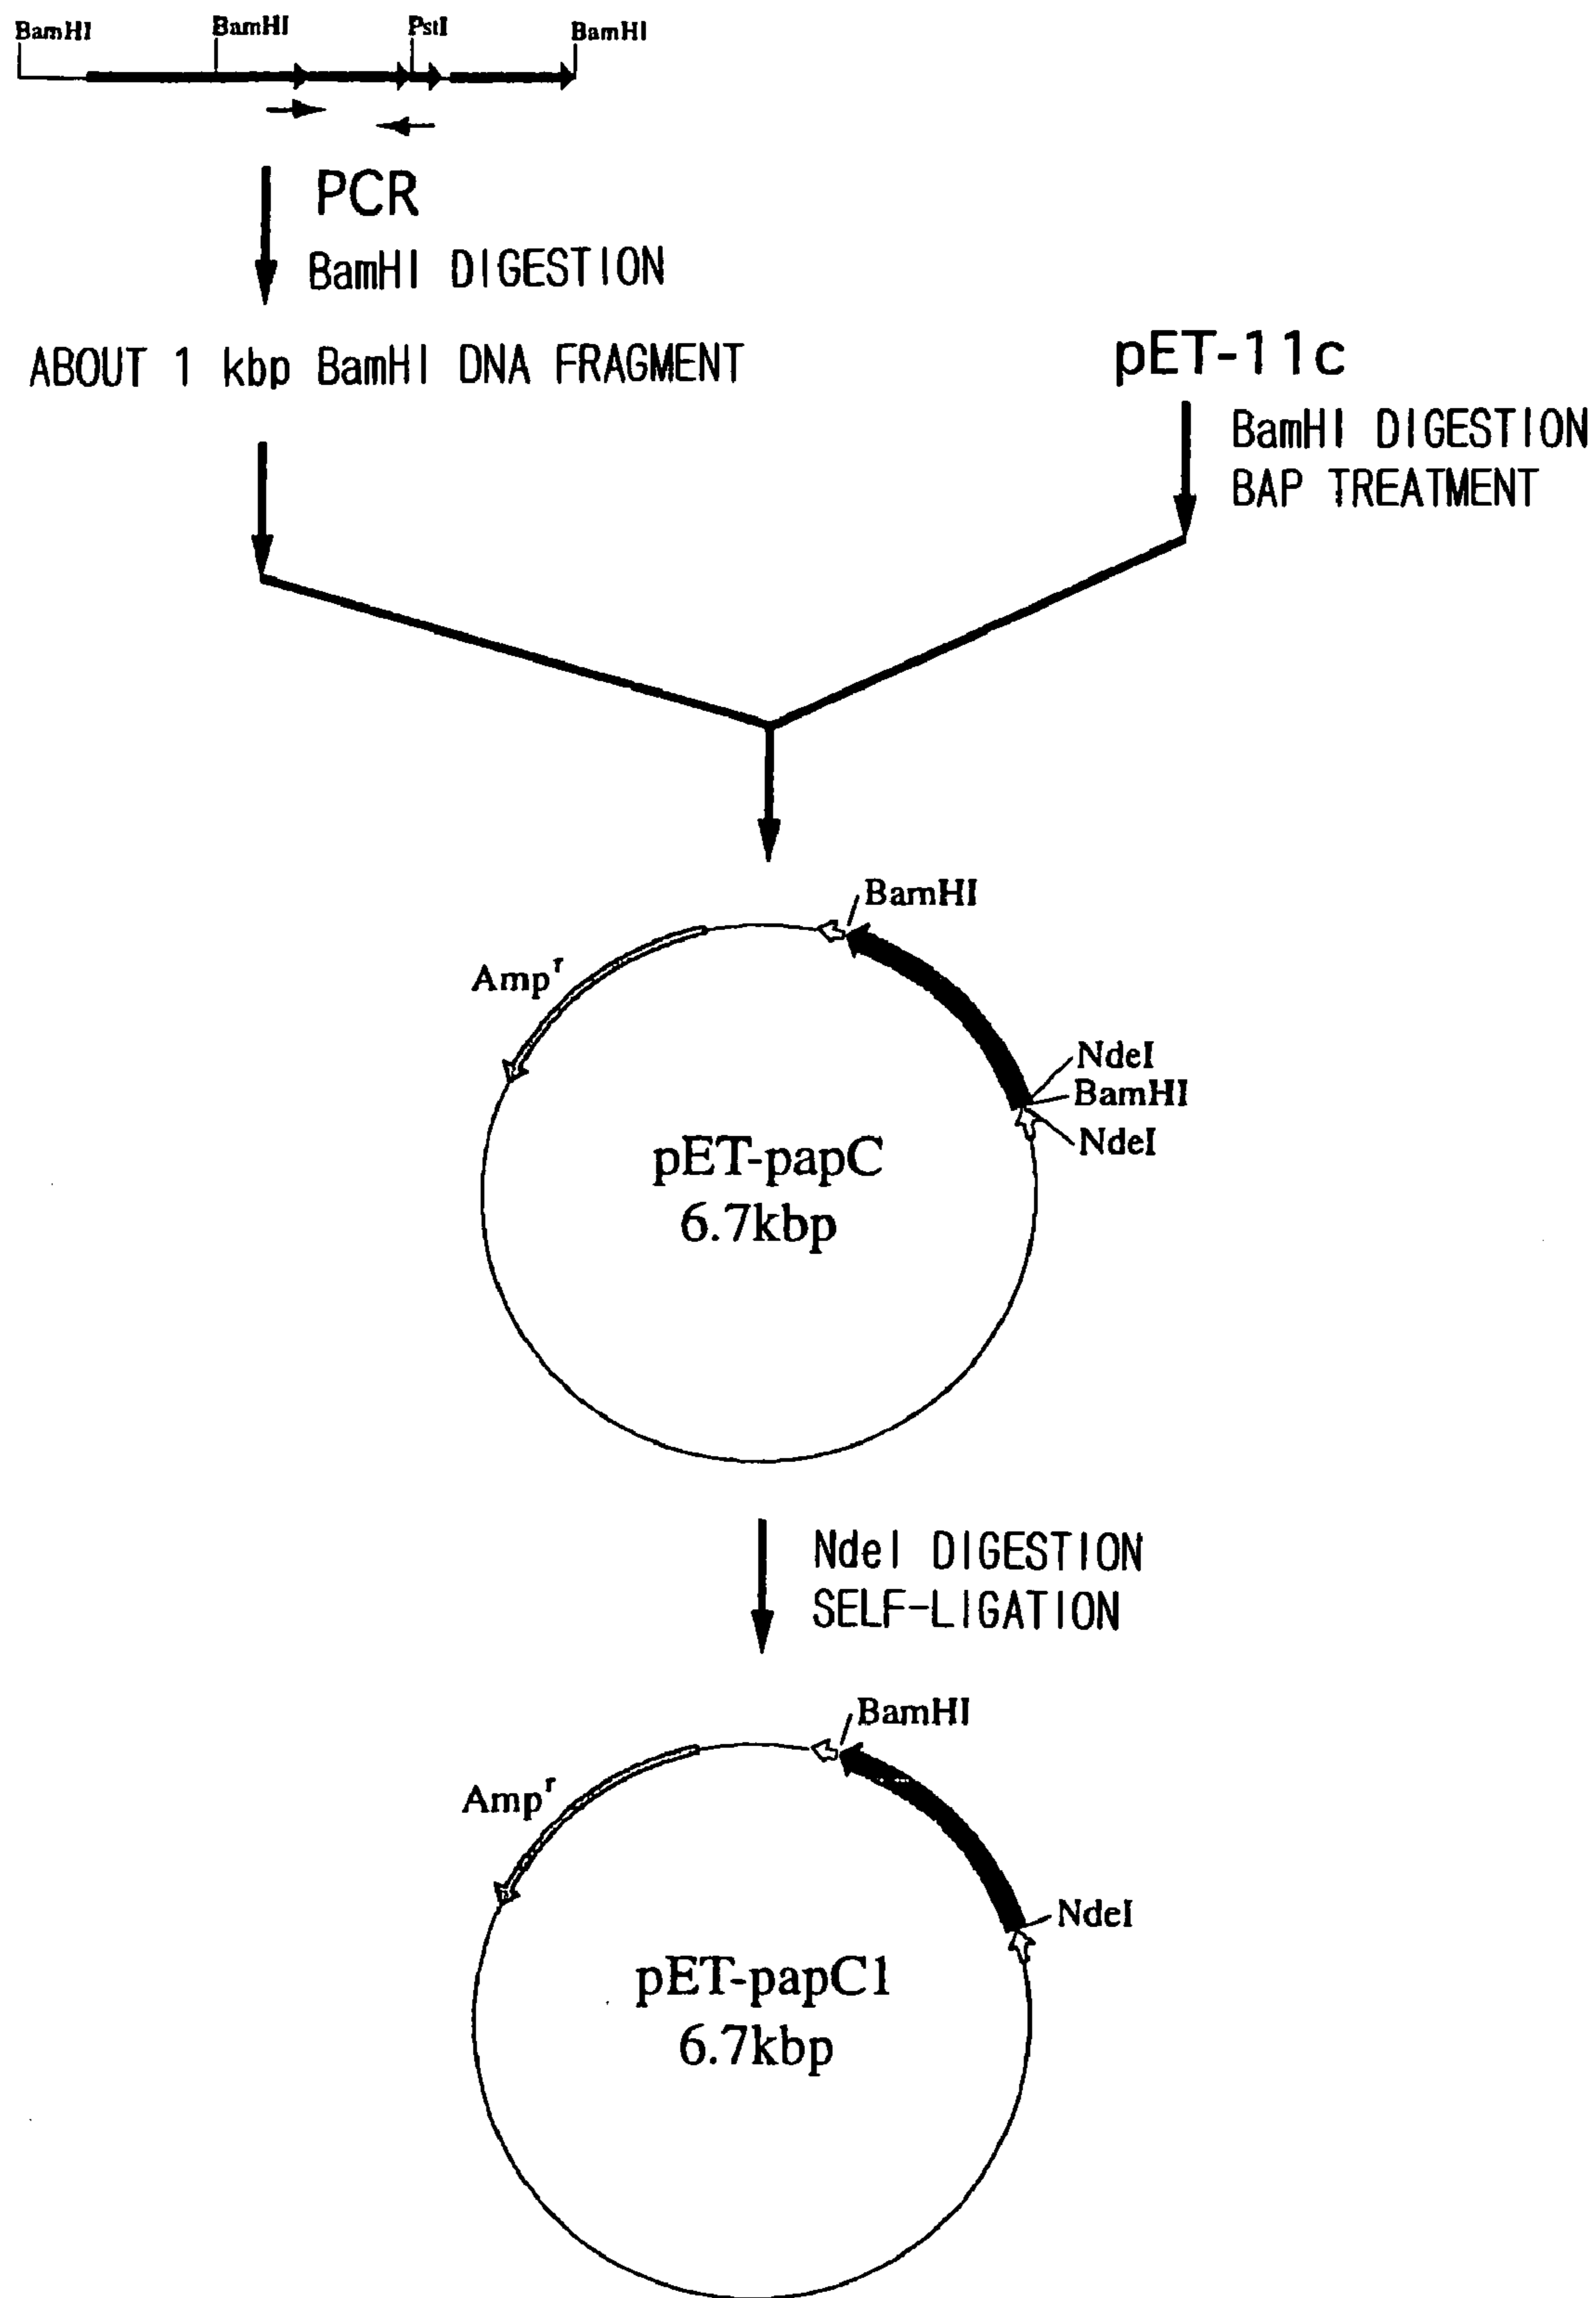 BamHI BamHI PstI BamHI
PCR
BamHI DIGESTION
ABOUT 1 kbp BamHI DNA FRAGMENT
pET-11c
BamHI DIGESTION
BAP TREATMENT
BamHI
Amp^r
NdeI
BamHI
NdeI
pET-papC
6.7kbp
NdeI DIGESTION
SELF-LIGATION
BamHI
Amp^r
NdeI
pET-papC1
6.7kbp